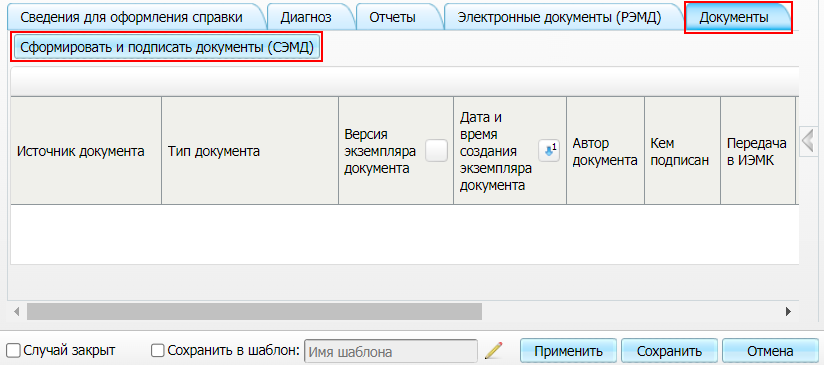 Сведения для оформления справки Диагноз Отчеты Электронные документы (РЭМД) Документы
Сформировать и подписать документы (СЭМД)
Источник документа
Тип документа
Версия
экземпляра
документа
Дата и
время
создания
экземпляра
документа
1
Автор
документа
Кем
подписан
Передача
в ИЭМК
Случай закрыт Сохранить в шаблон: Имя шаблона Применить Сохранить Отмена